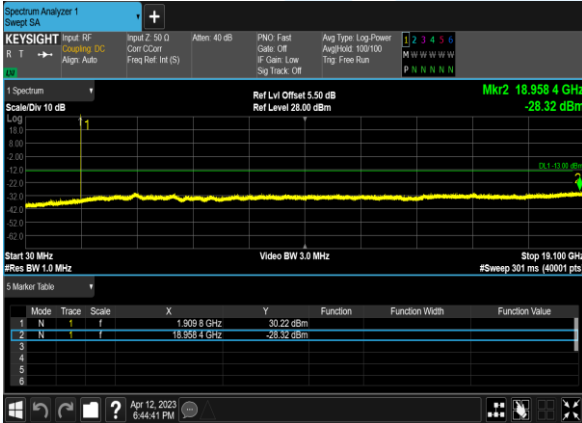 Spectrum Analyzer 1
Swept SA
+
KEYSIGHT Input: RF Input Z: 50 Ω Atten: 40 dB PNO: Fast Avg Type: Log-Power 1 2 3 4 5 6
R T Coupling: DC Corr CCorr Gate: Off Avg|Hold: 100/100 M W W W W W
Align: Auto Freq Ref: Int (S) IF Gain: Low Trig: Free Run P N N N N N
Sig Track: Off
LVI
1 Spectrum Ref Lvl Offset 5.50 dB Mkr2 18.958 4 GHz
Scale/Div 10 dB Ref Level 28.00 dBm -28.32 dBm
Log
18.0
8.00
-2.00
-12.0
-22.0
-32.0
-42.0
-52.0
-62.0
1
DL1 -13.00 dBm
2
Start 30 MHz Video BW 3.0 MHz Stop 19.100 GHz
#Res BW 1.0 MHz #Sweep 301 ms (40001 pts
5 Marker Table
Mode Trace Scale X Y Function Function Width Function Value
1 N 1 f 1.909 8 GHz 30.22 dBm
2 N 1 f 18.958 4 GHz -28.32 dBm
3
4
5
6
? Apr 12, 2023
6:44:41 PM